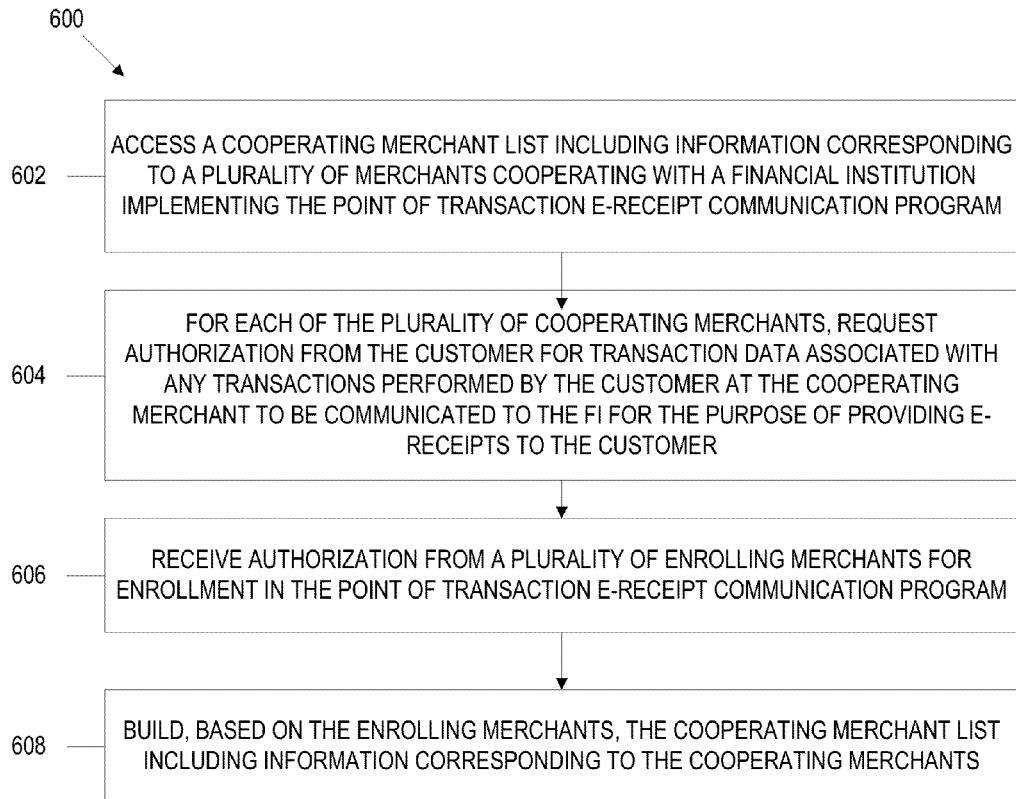 600
602
ACCESS A COOPERATING MERCHANT LIST INCLUDING INFORMATION CORRESPONDING
TO A PLURALITY OF MERCHANTS COOPERATING WITH A FINANCIAL INSTITUTION
IMPLEMENTING THE POINT OF TRANSACTION E-RECEIPT COMMUNICATION PROGRAM
604
FOR EACH OF THE PLURALITY OF COOPERATING MERCHANTS, REQUEST
AUTHORIZATION FROM THE CUSTOMER FOR TRANSACTION DATA ASSOCIATED WITH
ANY TRANSACTIONS PERFORMED BY THE CUSTOMER AT THE COOPERATING
MERCHANT TO BE COMMUNICATED TO THE FI FOR THE PURPOSE OF PROVIDING E-
RECEIPTS TO THE CUSTOMER
606
RECEIVE AUTHORIZATION FROM A PLURALITY OF ENROLLING MERCHANTS FOR
ENROLLMENT IN THE POINT OF TRANSACTION E-RECEIPT COMMUNICATION PROGRAM
608
BUILD, BASED ON THE ENROLLING MERCHANTS, THE COOPERATING MERCHANT LIST
INCLUDING INFORMATION CORRESPONDING TO THE COOPERATING MERCHANTS